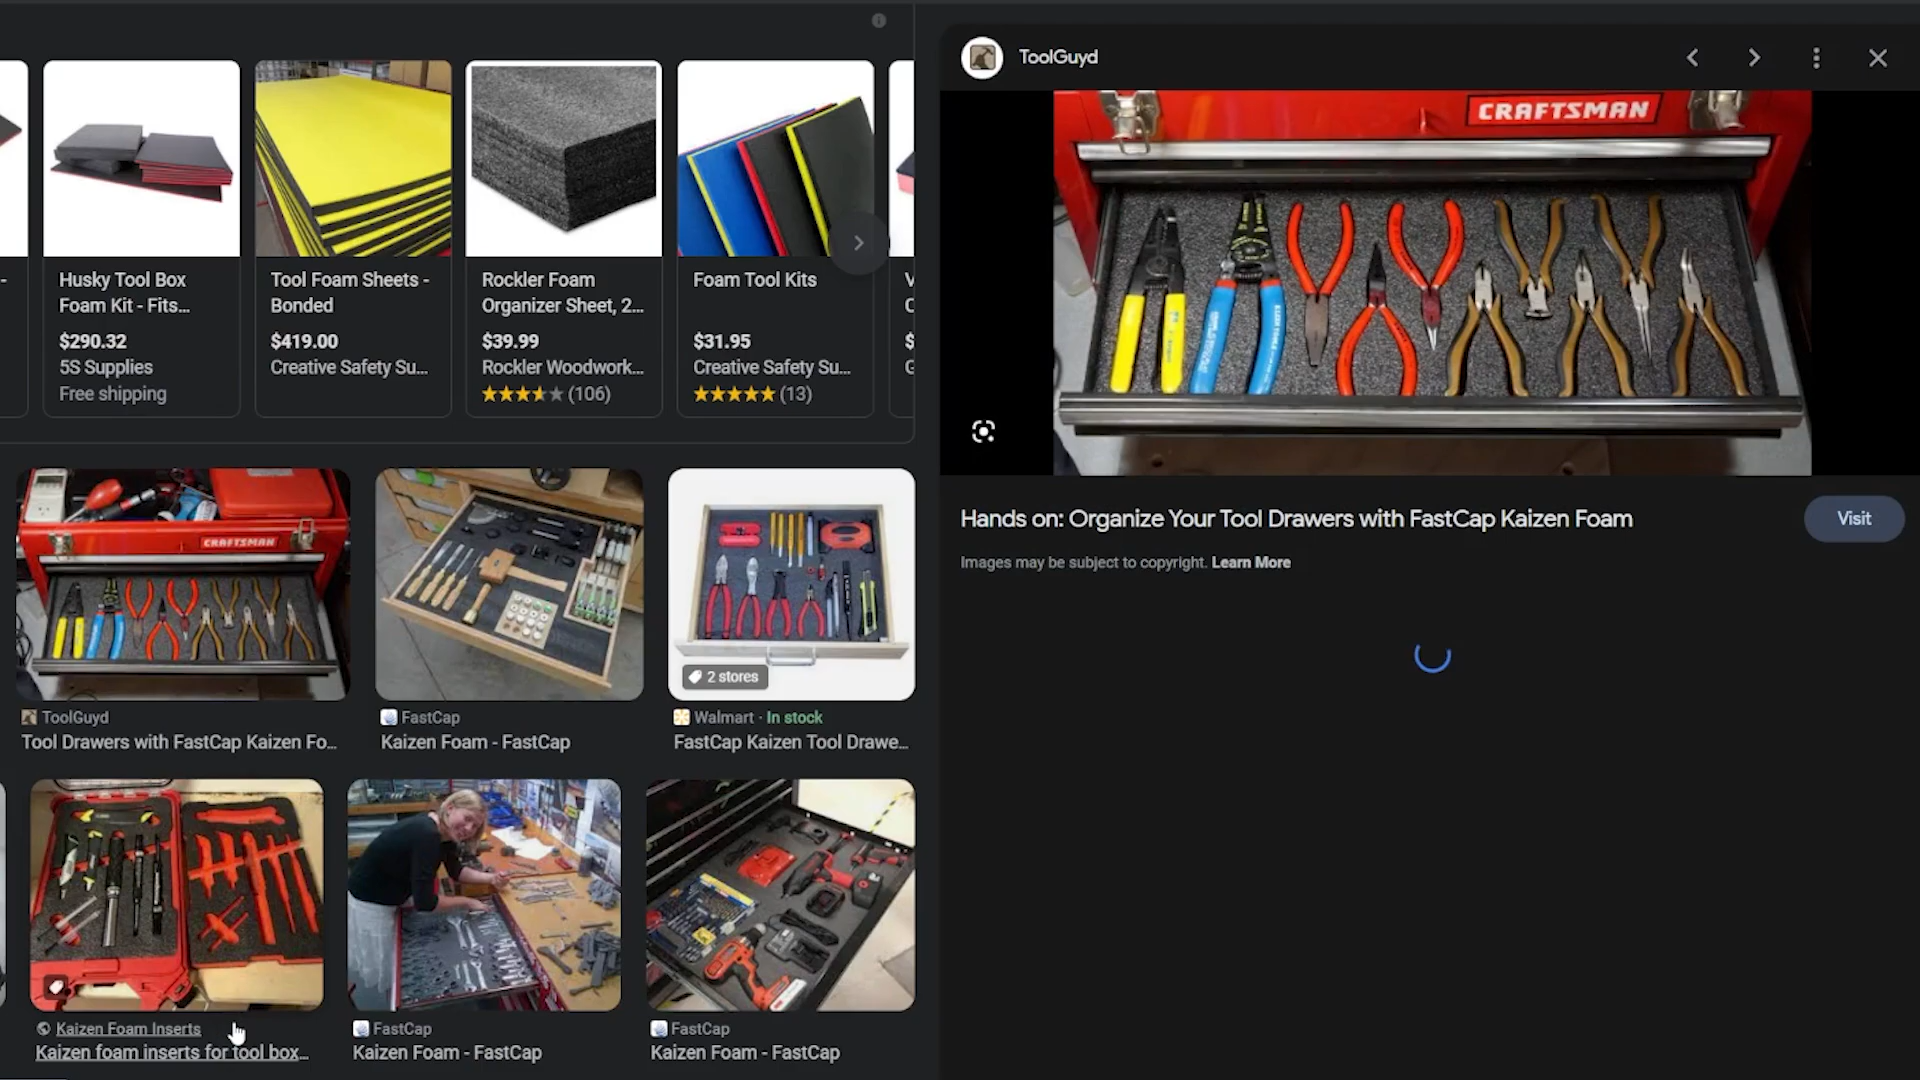 Husky Tool Box
Foam Kit - Fits...
$290.32
5S Supplies
Free shipping
Tool Foam Sheets -
Bonded
$419.00
Creative Safety Su...
Rockler Foam
Organizer Sheet, 2...
$39.99
Rockler Woodwork...
(106)
Foam Tool Kits
$31.95
Creative Safety Su...
(13)
ToolGuyd
CRAFTSMAN
Hands on: Organize Your Tool Drawers with FastCap Kaizen Foam
Visit
Images may be subject to copyright. Learn More
CRAFTSMAN
ToolGuyd
Tool Drawers with FastCap Kaizen Fo...
FastCap
Kaizen Foam - FastCap
2 stores
Walmart · In stock
FastCap Kaizen Tool Drawe...
Kaizen Foam Inserts
Kaizen foam inserts for tool box...
FastCap
Kaizen Foam - FastCap
FastCap
Kaizen Foam - FastCap